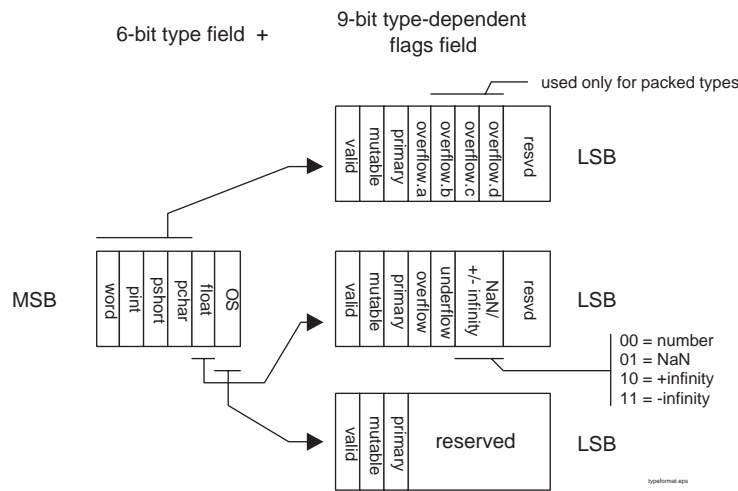 6-bit type field +
9-bit type-dependent
flags field
used only for packed types
valid
mutable
primary
overflow.a
overflow.b
overflow.c
overflow.d
resvd
LSB
MSB
word
pint
pshort
pchar
float
OS
valid
mutable
primary
overflow
underflow
NaN/
+/- infinity
resvd
LSB
00 = number
01 = NaN
10 = +infinity
11 = -infinity
valid
mutable
primary
reserved
LSB
typeformat.eps